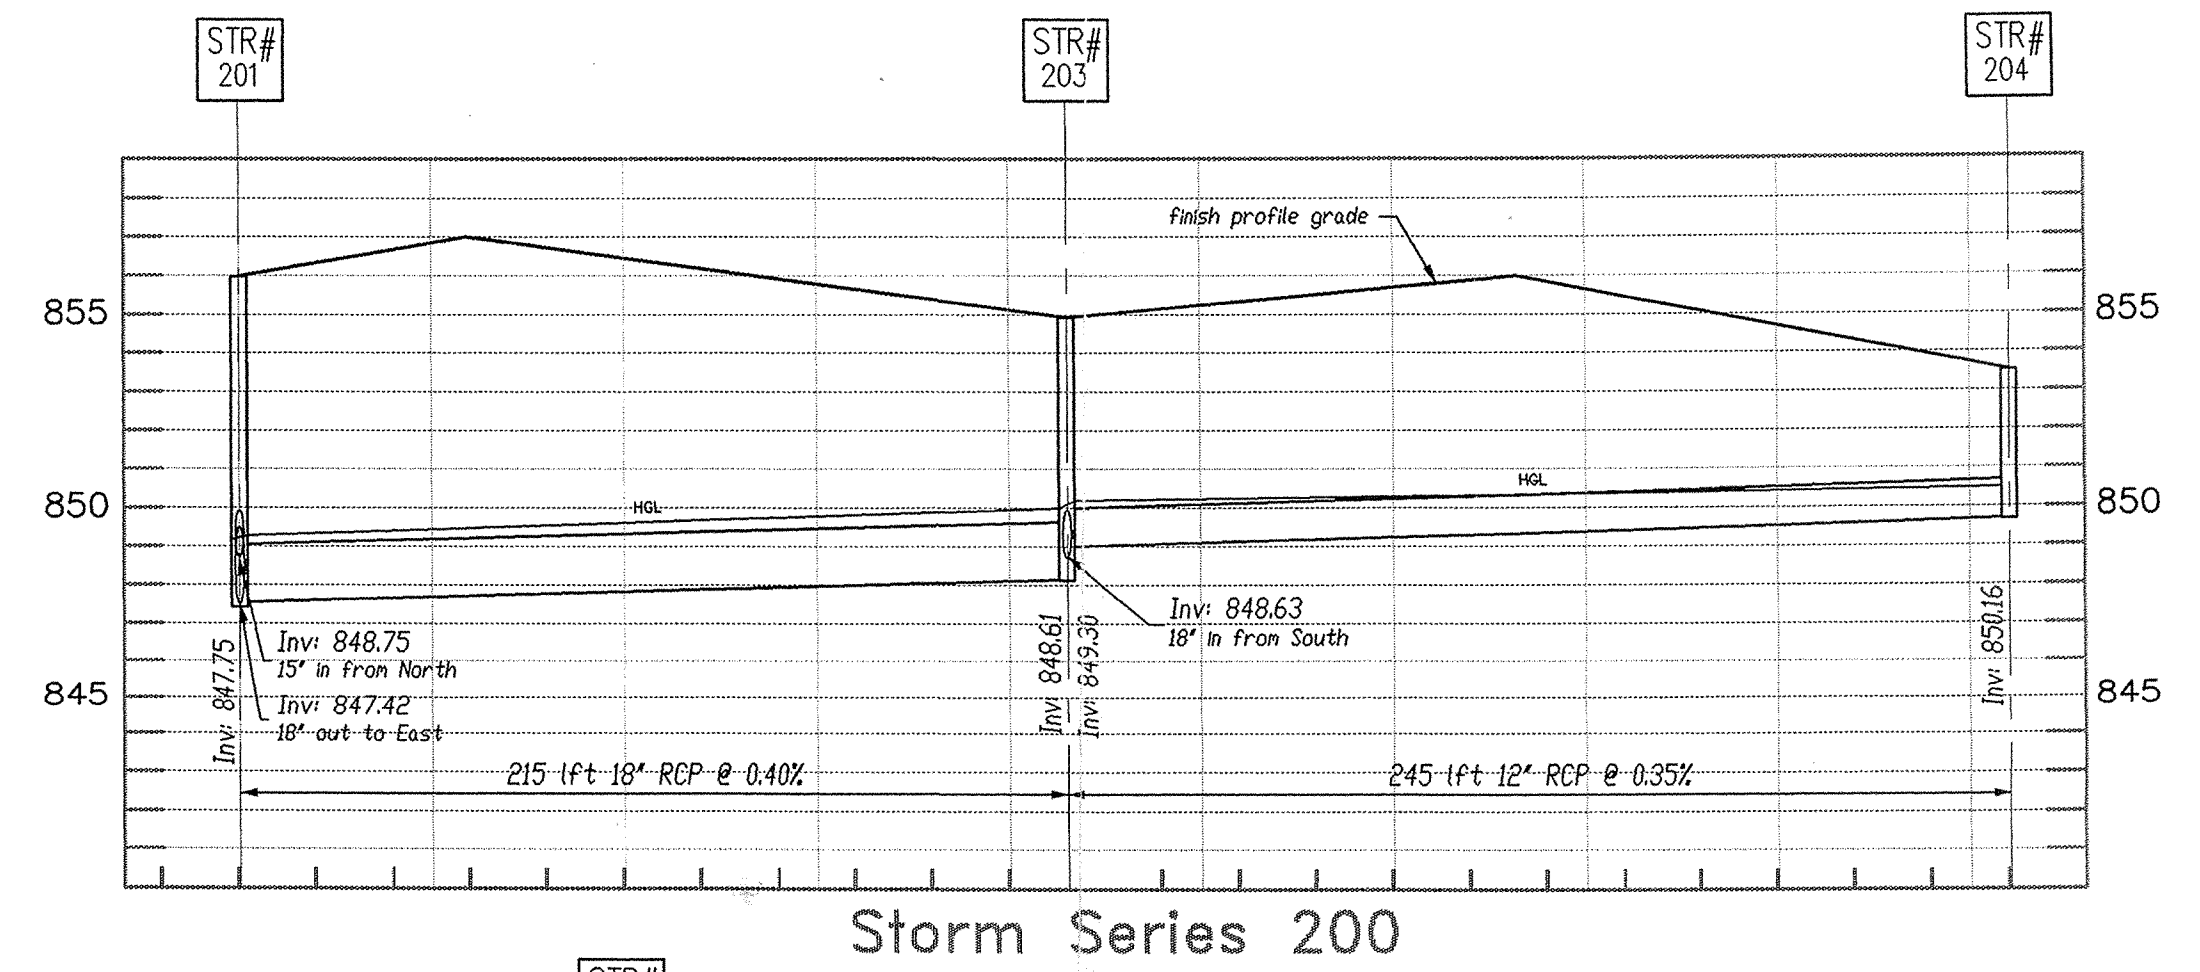 STR#
201
STR#
203
STR#
204
finish profile grade
855
855
HGL
HGL
850
850
Inv: 847.75
Inv: 848.75
15" in from North
Inv: 847.42
18" out to East
Inv: 848.61
Inv: 849.30
Inv: 848.63
18" in from South
Inv: 850.16
845
845
215 lft 18" RCP @ 0.40%
245 lft 12" RCP @ 0.35%
Storm Series 200
STR#